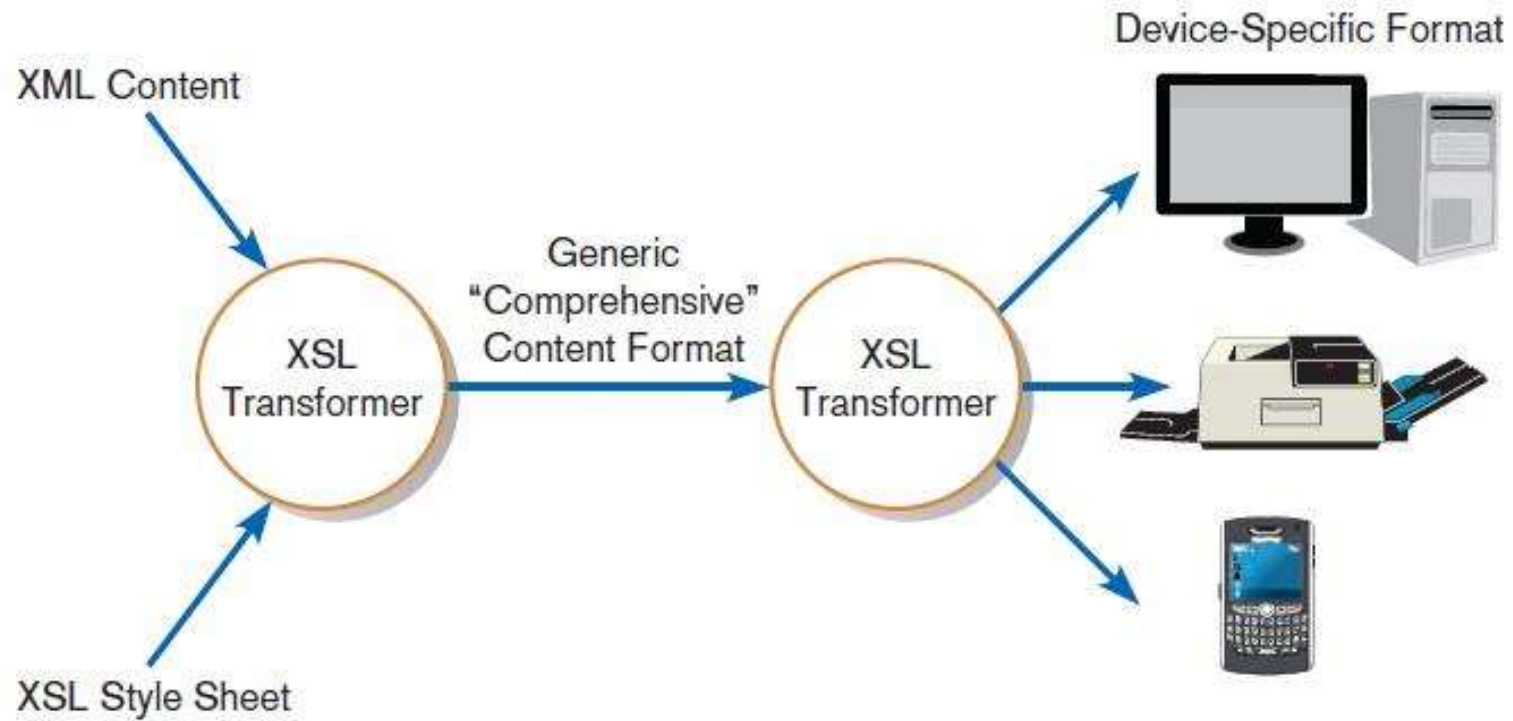 Device-Specific Format
XML Content
Generic
“Comprehensive”
Content Format
XSL
Transformer
XSL
Transformer
XSL Style Sheet